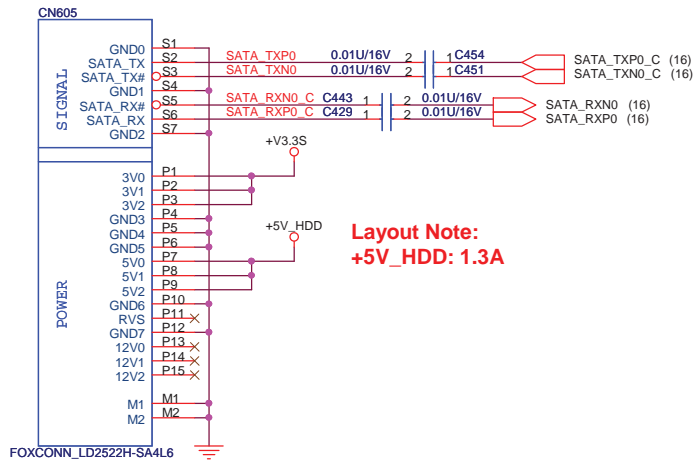 CN605
GND0 S1
SATA_TX S2 SATA_TXP0 0.01U/16V 2 1 C454 SATA_TXP0_C (16)
SATA_TX# S3 SATA_TXN0 0.01U/16V 2 1 C451 SATA_TXN0_C (16)
GND1 S4
SATA_RX# S5 SATA_RXN0_C C443 1 2 0.01U/16V SATA_RXN0 (16)
SATA_RX S6 SATA_RXP0_C C429 1 2 0.01U/16V SATA_RXP0 (16)
GND2 S7
SIGNAL
+V3.3S
3V0 P1
3V1 P2
3V2 P3
GND3 P4
GND4 P5
GND5 P6
+5V_HDD
5V0 P7
5V1 P8
5V2 P9
GND6 P10
RVS P11
GND7 P12
12V0 P13
12V1 P14
12V2 P15
POWER
M1 M1
M2 M2
Layout Note:
+5V_HDD: 1.3A
FOXCONN_LD2522H-SA4L6